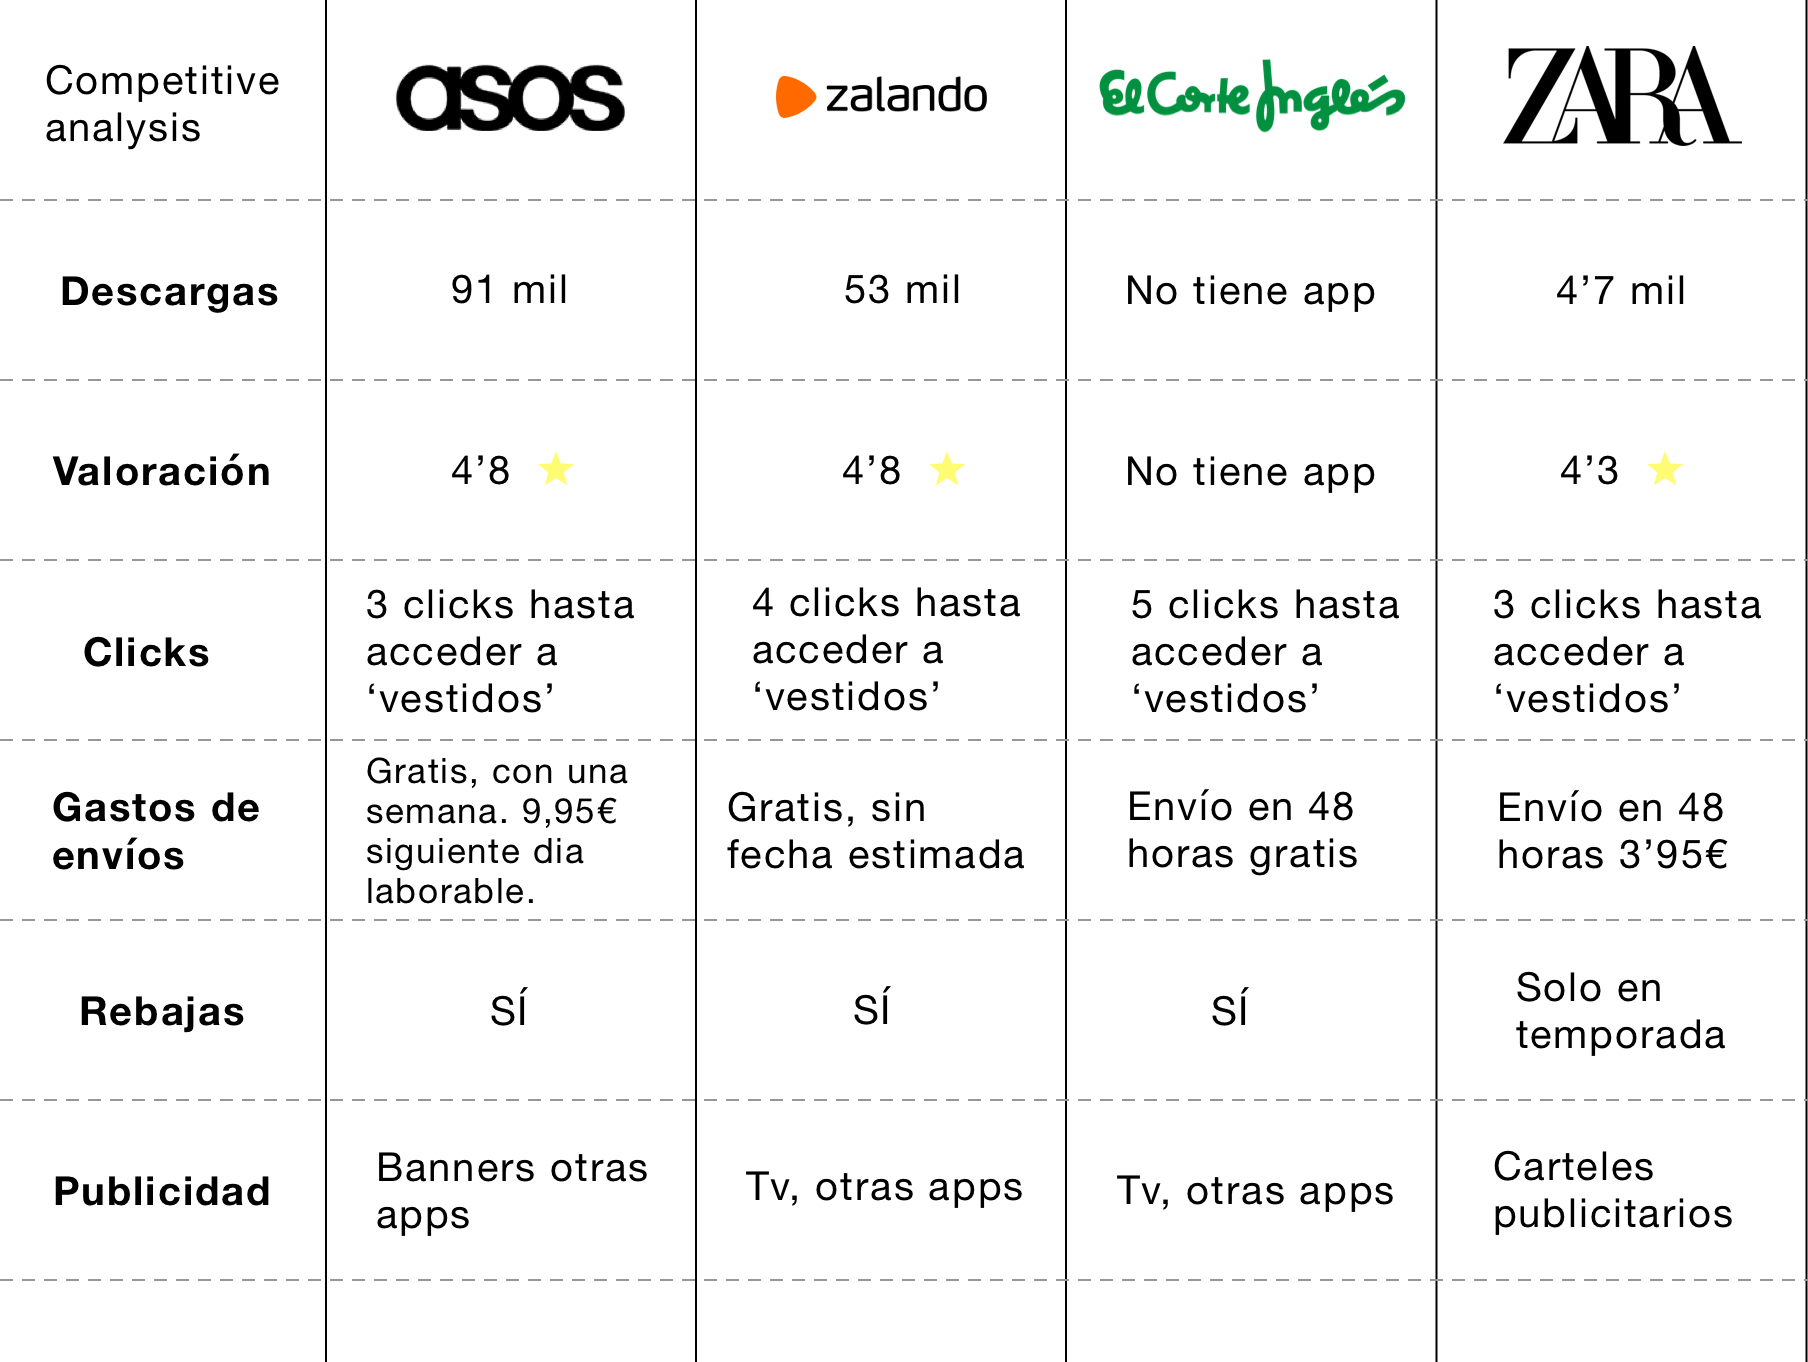 Competitive
analysis
asos
zalando
El Corte Inglés
ZARA
Descargas
91 mil
53 mil
No tiene app
4’7 mil
Valoración
4’8
4’8
No tiene app
4’3
Clicks
3 clicks hasta
acceder a
‘vestidos’
4 clicks hasta
acceder a
‘vestidos’
5 clicks hasta
acceder a
‘vestidos’
3 clicks hasta
acceder a
‘vestidos’
Gastos de
envíos
Gratis, con una
semana. 9,95€
siguiente dia
laborable.
Gratis, sin
fecha estimada
Envío en 48
horas gratis
Envío en 48
horas 3’95€
Rebajas
SÍ
SÍ
SÍ
Solo en
temporada
Publicidad
Banners otras
apps
Tv, otras apps
Tv, otras apps
Carteles
publicitarios